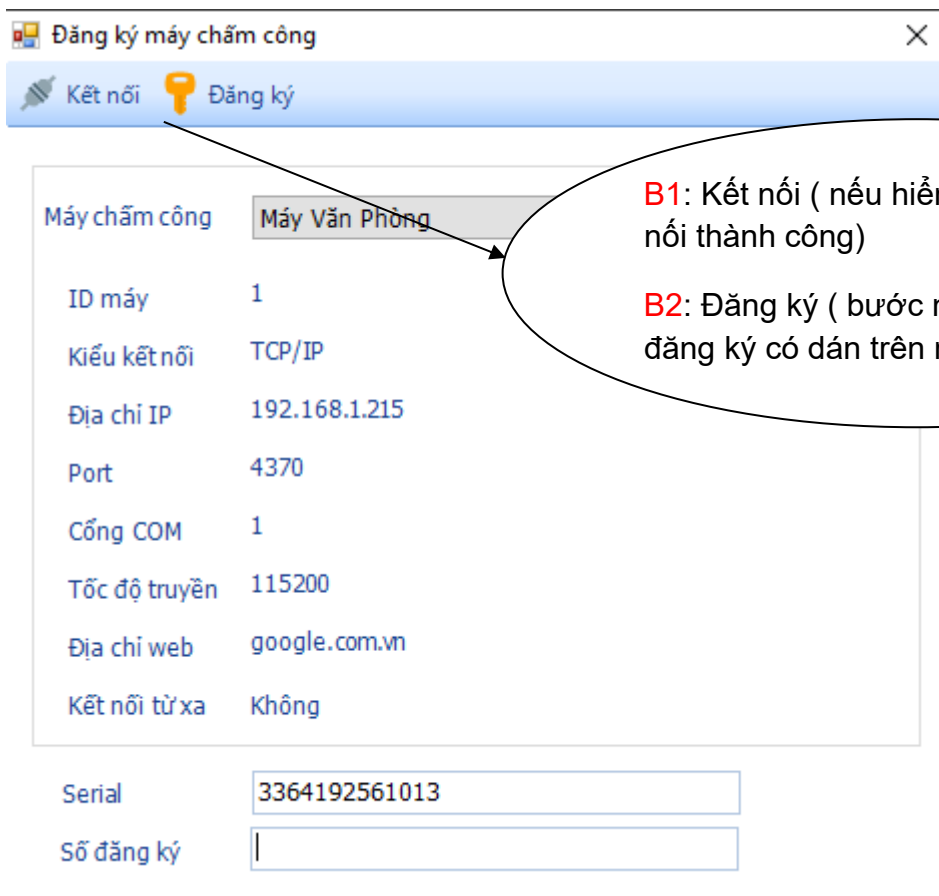 Đăng ký máy chấm công
Kết nối Đăng ký
Máy chấm công Máy Văn Phòng
ID máy 1
Kiểu kết nối TCP/IP
Địa chỉ IP 192.168.1.215
Port 4370
Cổng COM 1
Tốc độ truyền 115200
Địa chỉ web google.com.vn
Kết nối từ xa Không
Serial 3364192561013
Số đăng ký
B1: Kết nối ( nếu
nối thành công)
B2: Đăng ký ( bước
đăng ký có dán trên